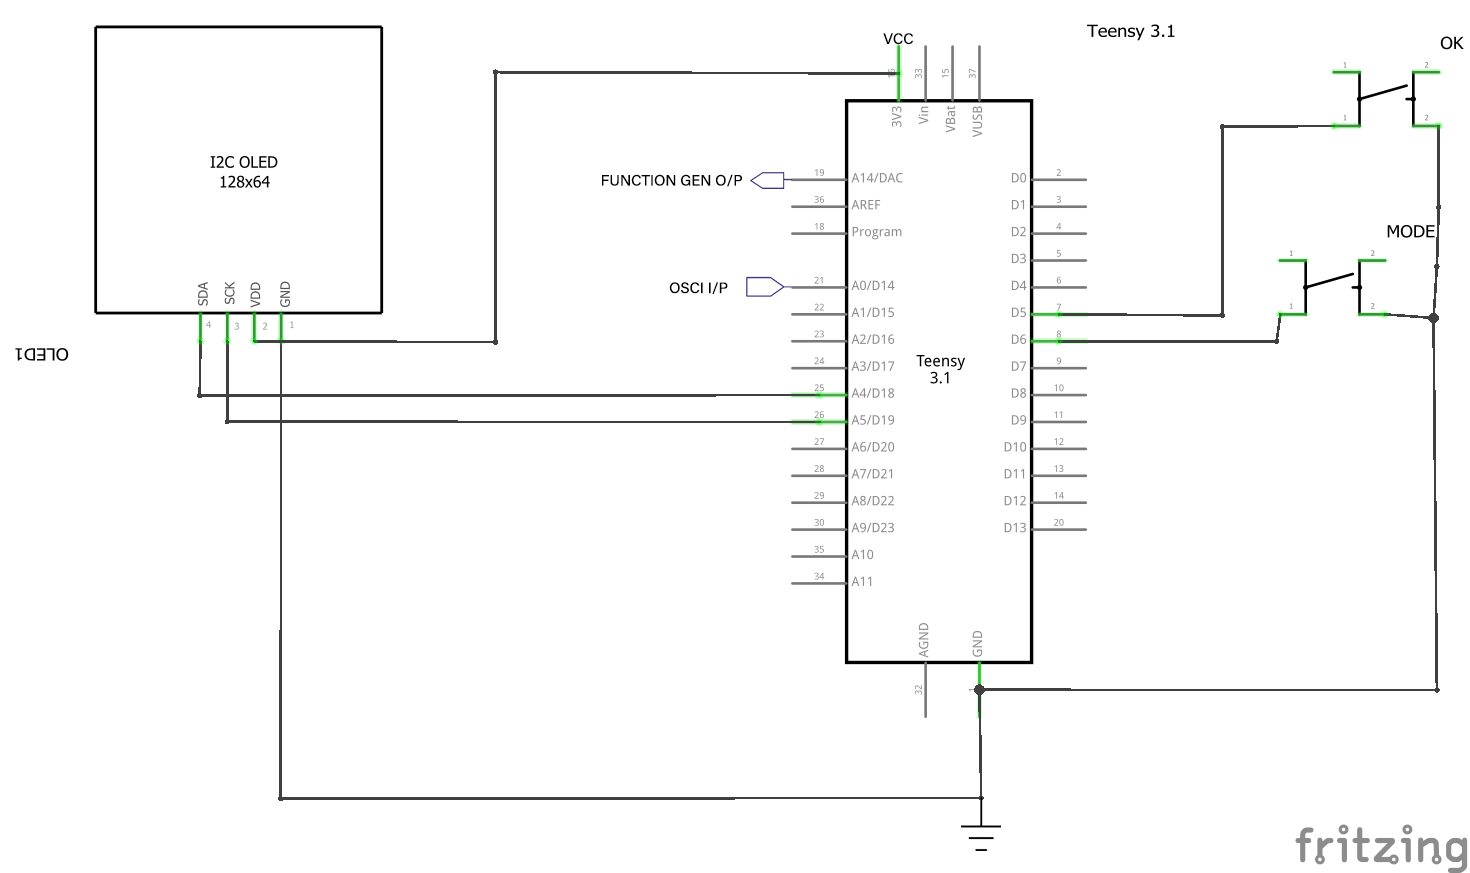 Teensy 3.1
VCC
OK
16
33
15
37
3V3
Vin
VBat
VUSB
1
2
1
2
I2C OLED
128x64
FUNCTION GEN O/P
19
A14/DAC
D0
2
36
AREF
D1
3
18
Program
D2
4
MODE
D3
5
1
2
OSCI I/P
21
A0/D14
D4
6
SDA
SCK
VDD
GND
4
3
2
1
22
A1/D15
D5
7
1
2
23
A2/D16
D6
8
OLED1
24
A3/D17
Teensy
3.1
D7
9
25
A4/D18
D8
10
26
A5/D19
D9
11
27
A6/D20
D10
12
28
A7/D21
D11
13
29
A8/D22
D12
14
30
A9/D23
D13
20
35
A10
34
A11
AGND
GND
32
1
fritzing